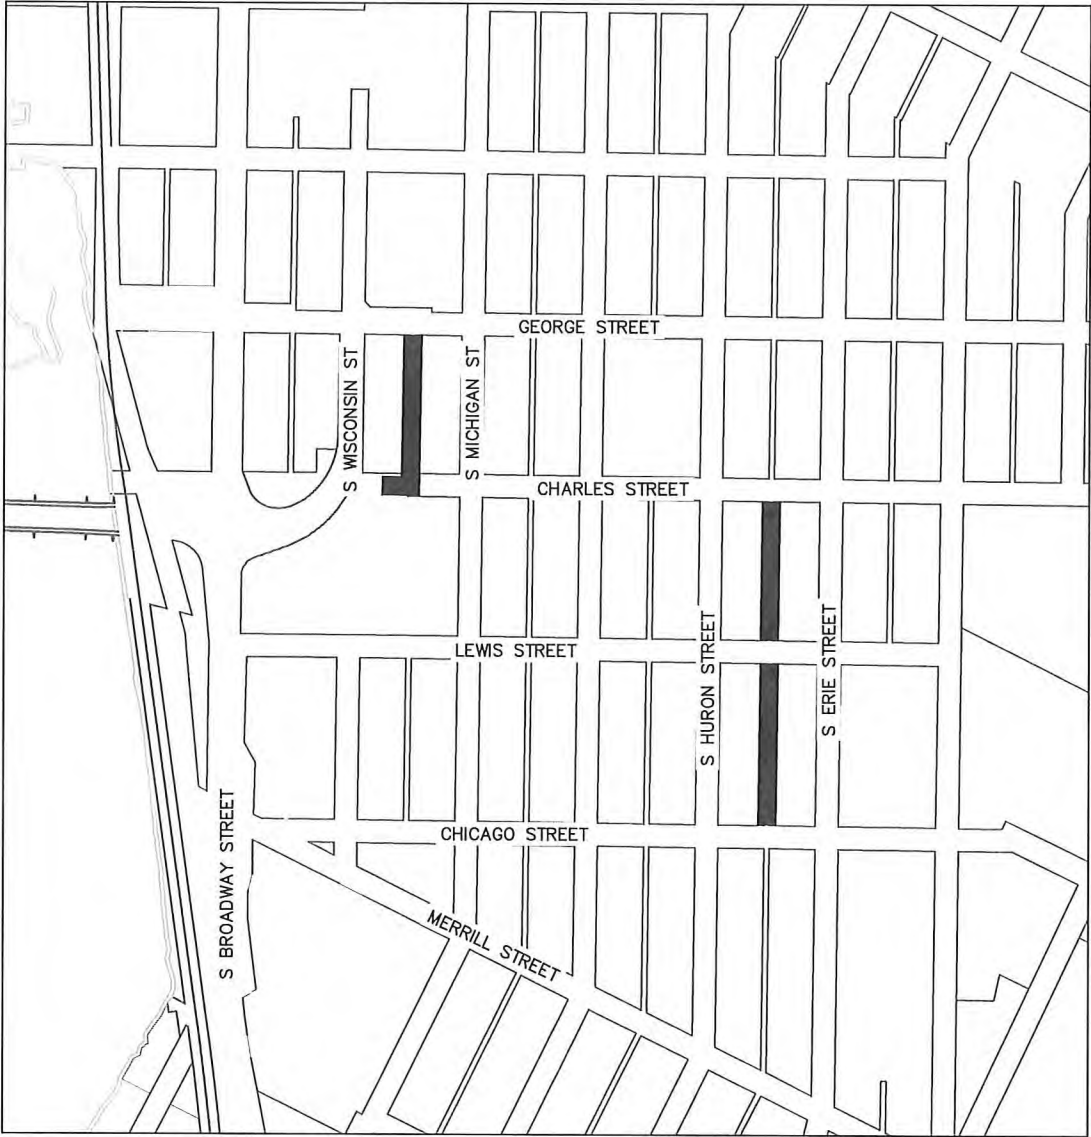 GEORGE STREET
S WISCONSIN ST
S MICHIGAN ST
CHARLES STREET
LEWIS STREET
S HURON STREET
S ERIE STREET
S BROADWAY STREET
CHICAGO STREET
MERRILL STREET